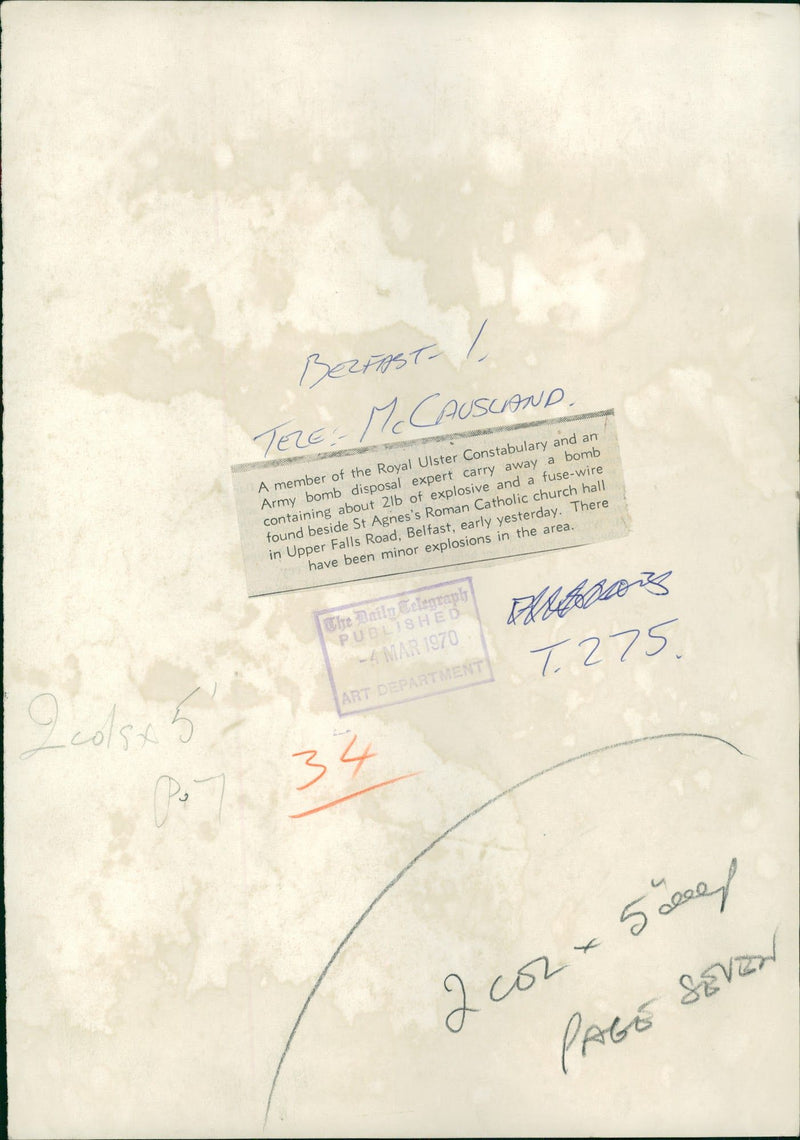 BELFAST - 1.
TELE:- McCAUSLAND.
A member of the Royal Ulster Constabulary and an
Army bomb disposal expert carry away a bomb
containing about 2lb of explosive and a fuse-wire
found beside St Agnes's Roman Catholic church hall
in Upper Falls Road, Belfast, early yesterday. There
have been minor explosions in the area.
The Daily Telegraph
PUBLISHED
-4 MAR 1970
ART DEPARTMENT
T. 275.
2 cols x 5'
P.7
34
2 COL x 5" deep
PAGE SEVEN